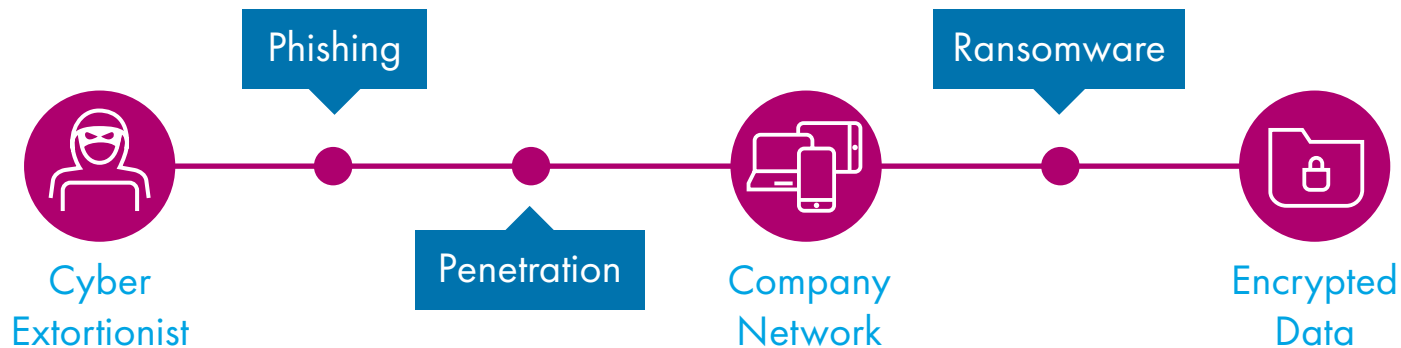 Phishing
Ransomware
Penetration
Cyber
Extortionist
Company
Network
Encrypted
Data